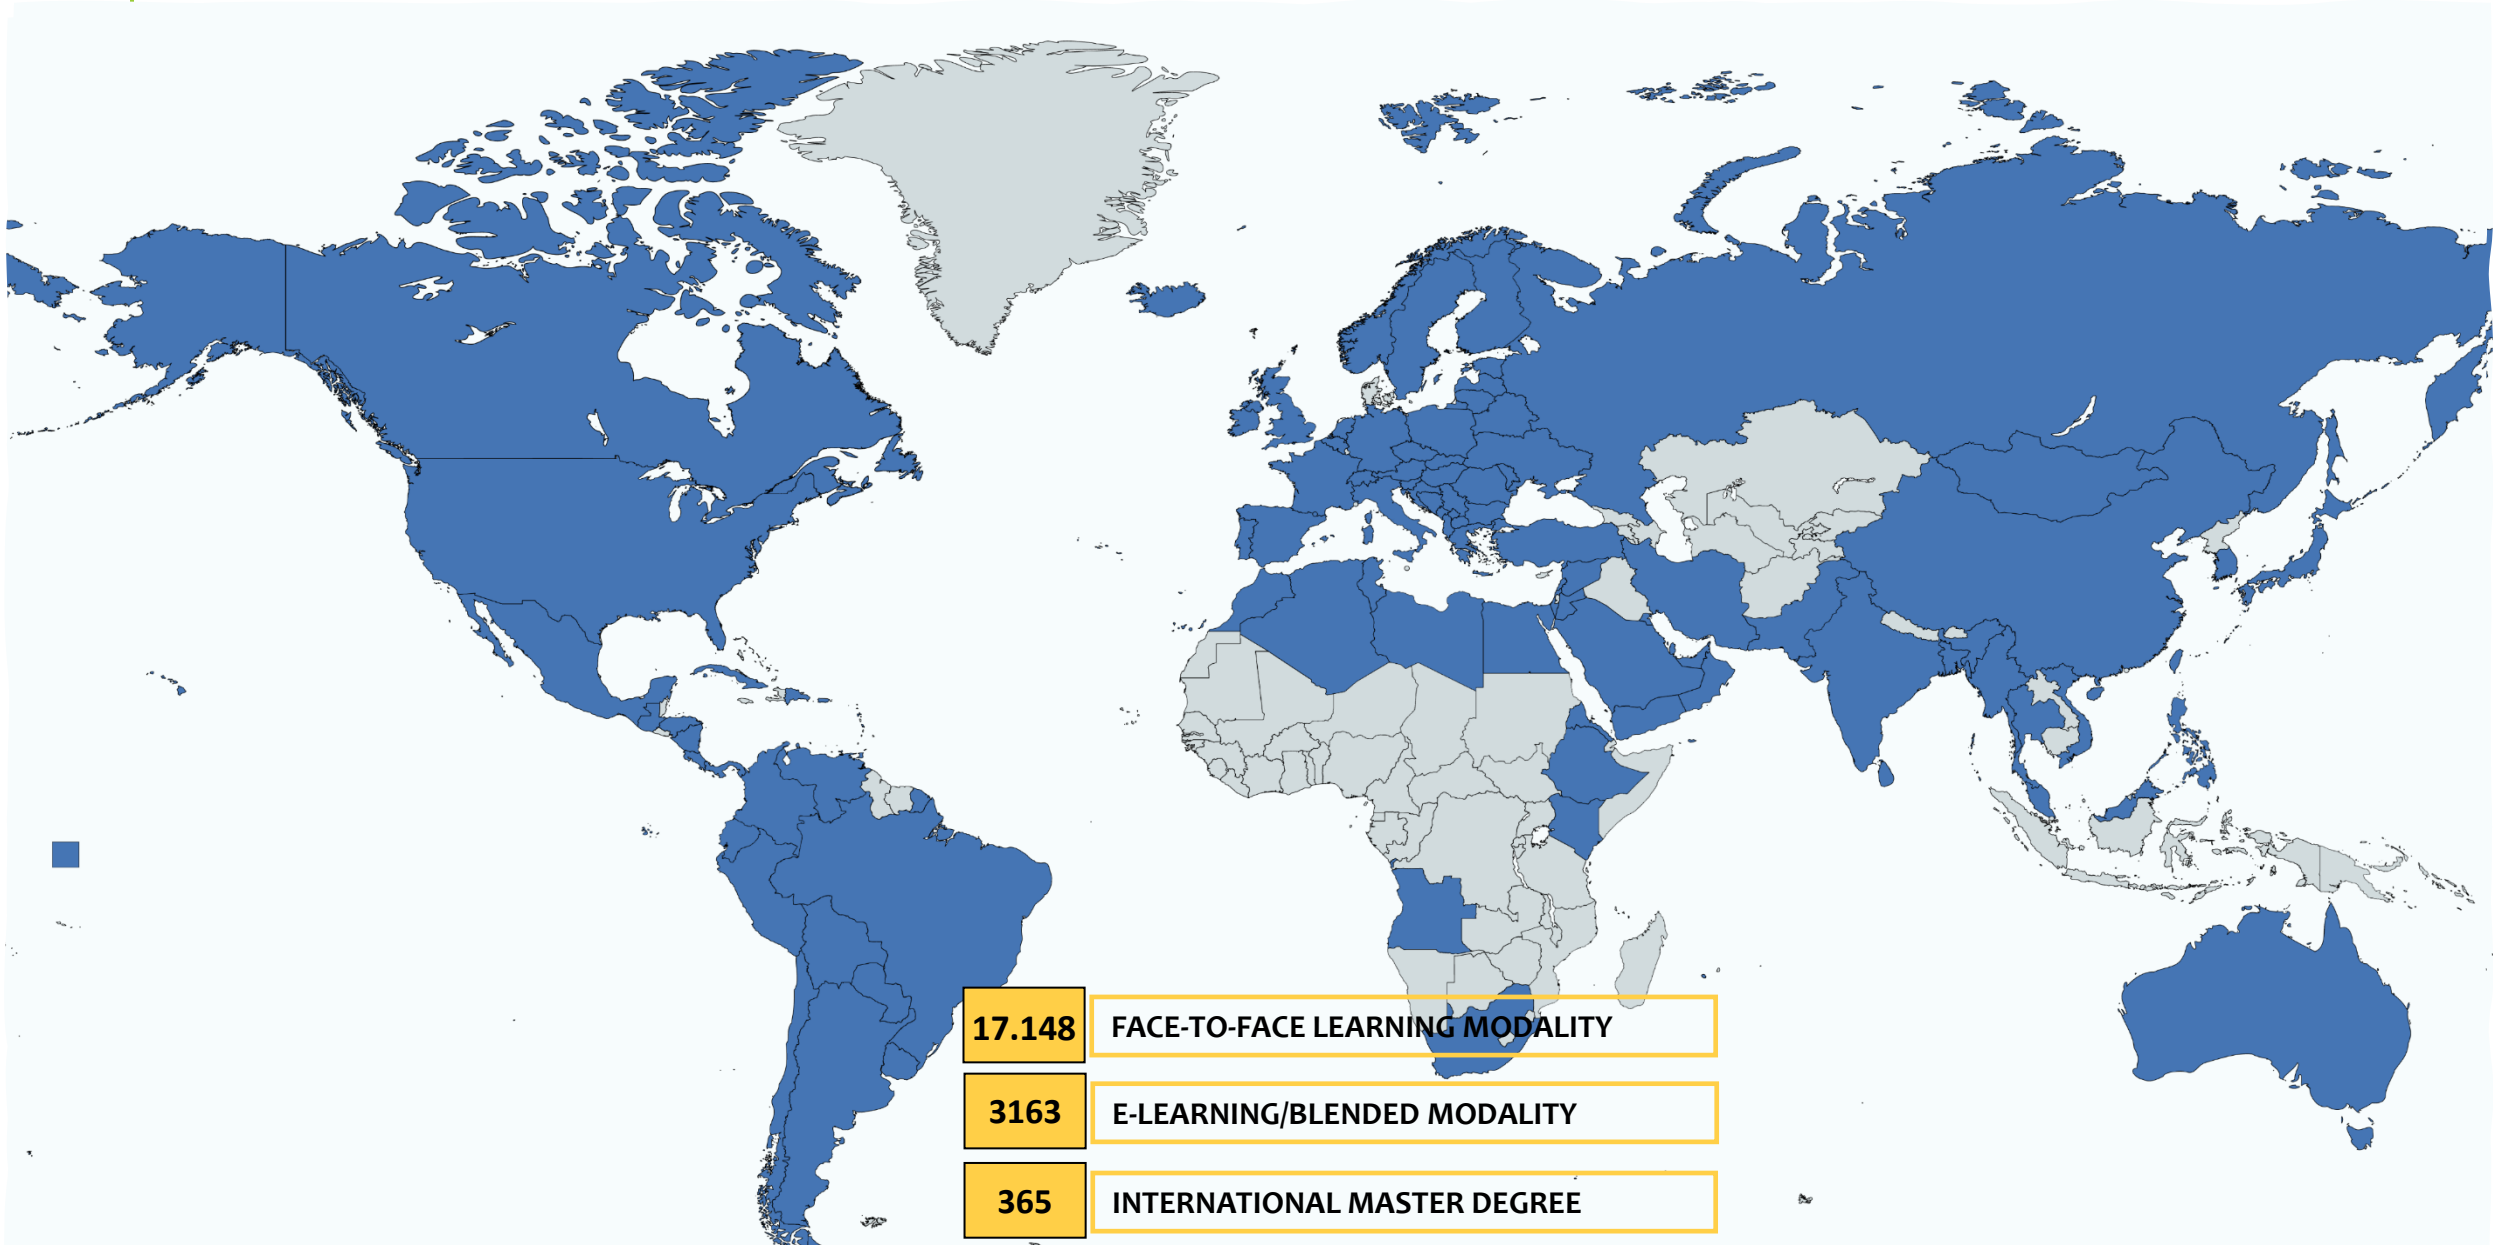 17.148 FACE-TO-FACE LEARNING MODALITY
3163 E-LEARNING/BLENDED MODALITY
365 INTERNATIONAL MASTER DEGREE